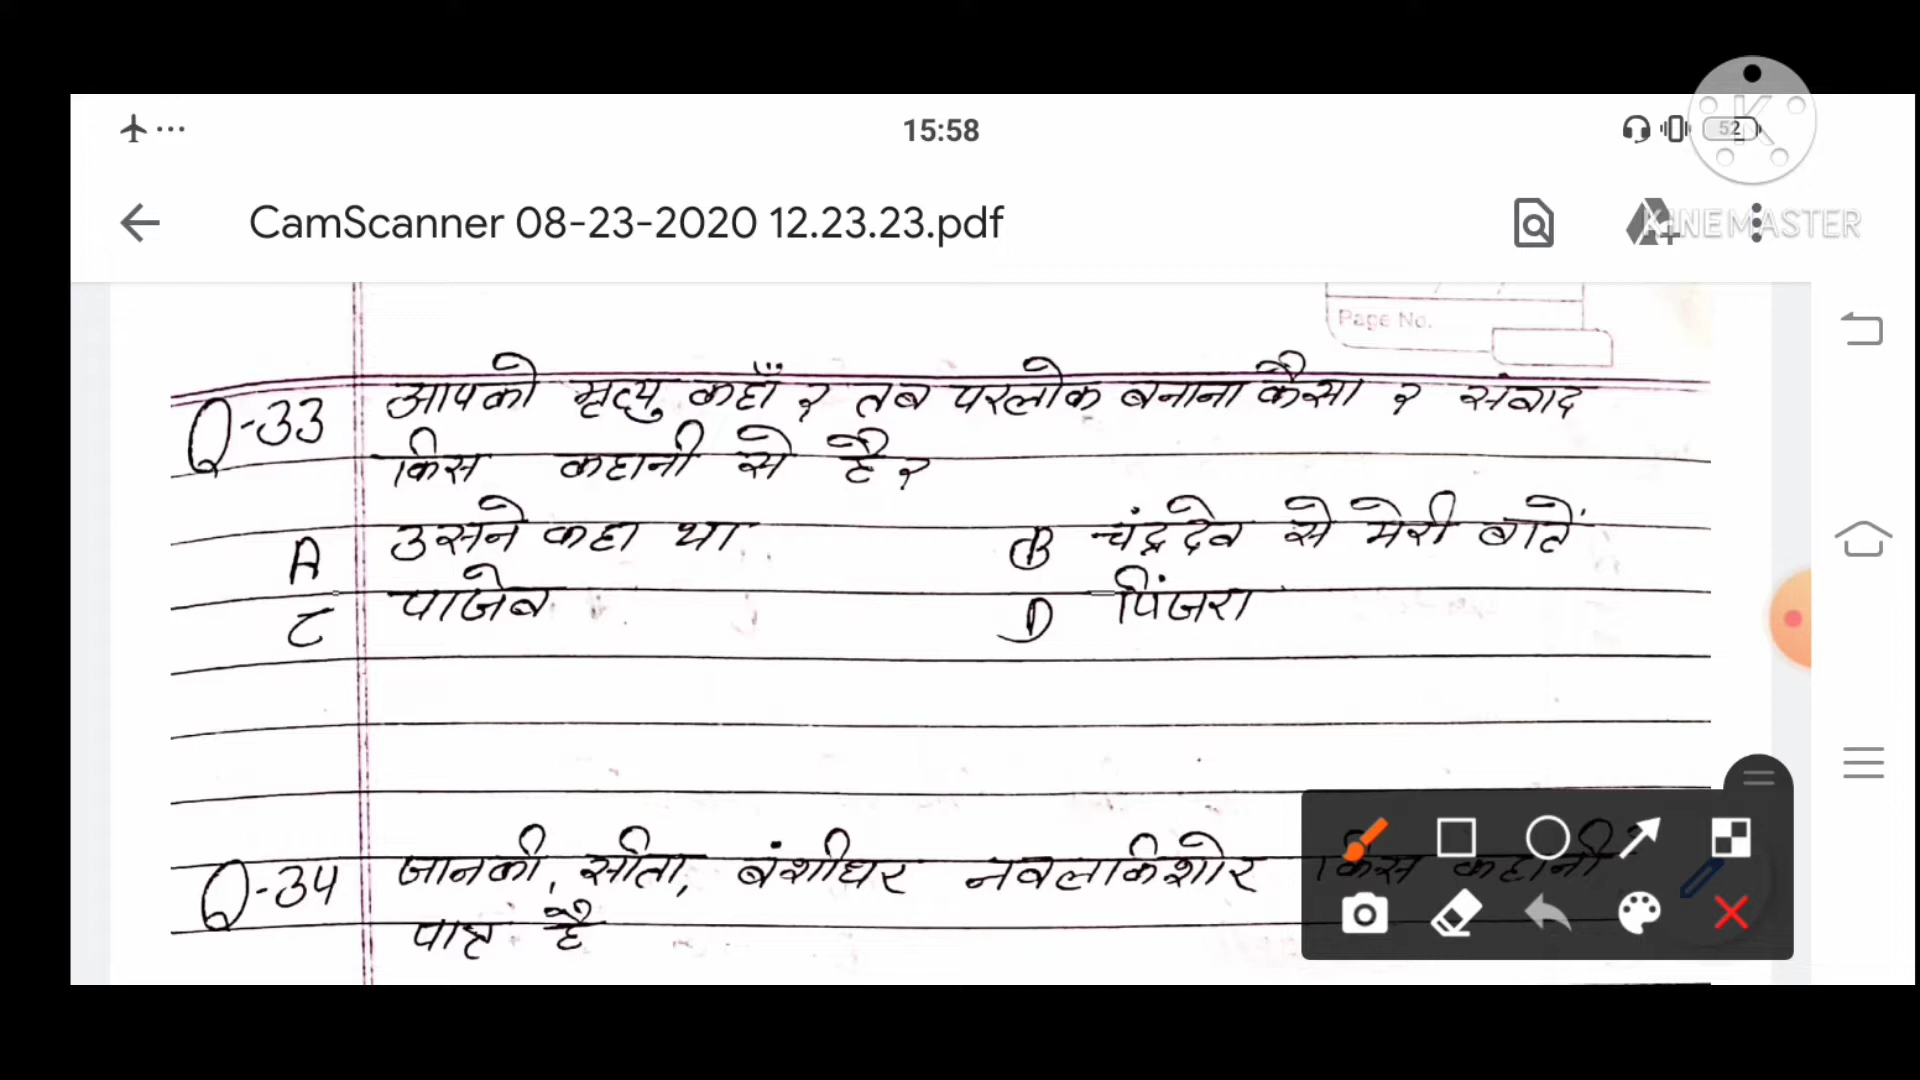 15:58
52
CamScanner 08-23-2020 12.23.23.pdf
KINEMASTER
Page No.
Q-33 आपको मृत्यु कहाँ ? तब परलोक बनाना कैसा ? संवाद
किस कहानी से है ?
A उसने कहा था B चंद्रदेव से मेरी बातें
C पाजेब D पिंजरा
Q-34 जानकी, सीता, बंशीधर नवलकिशोर किस कहानी
पात्र है